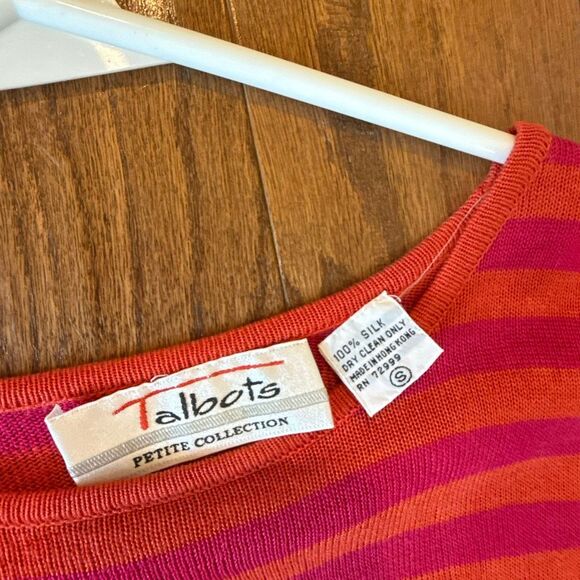 Talbots
PETITE COLLECTION
100% SILK
DRY CLEAN ONLY
MADE IN HONG KONG
RN 72999
S